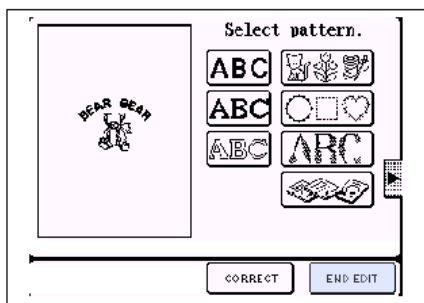 Select pattern.
BEAR GEAR
ABC
ABC
ABC
ABC
CORRECT
END EDIT